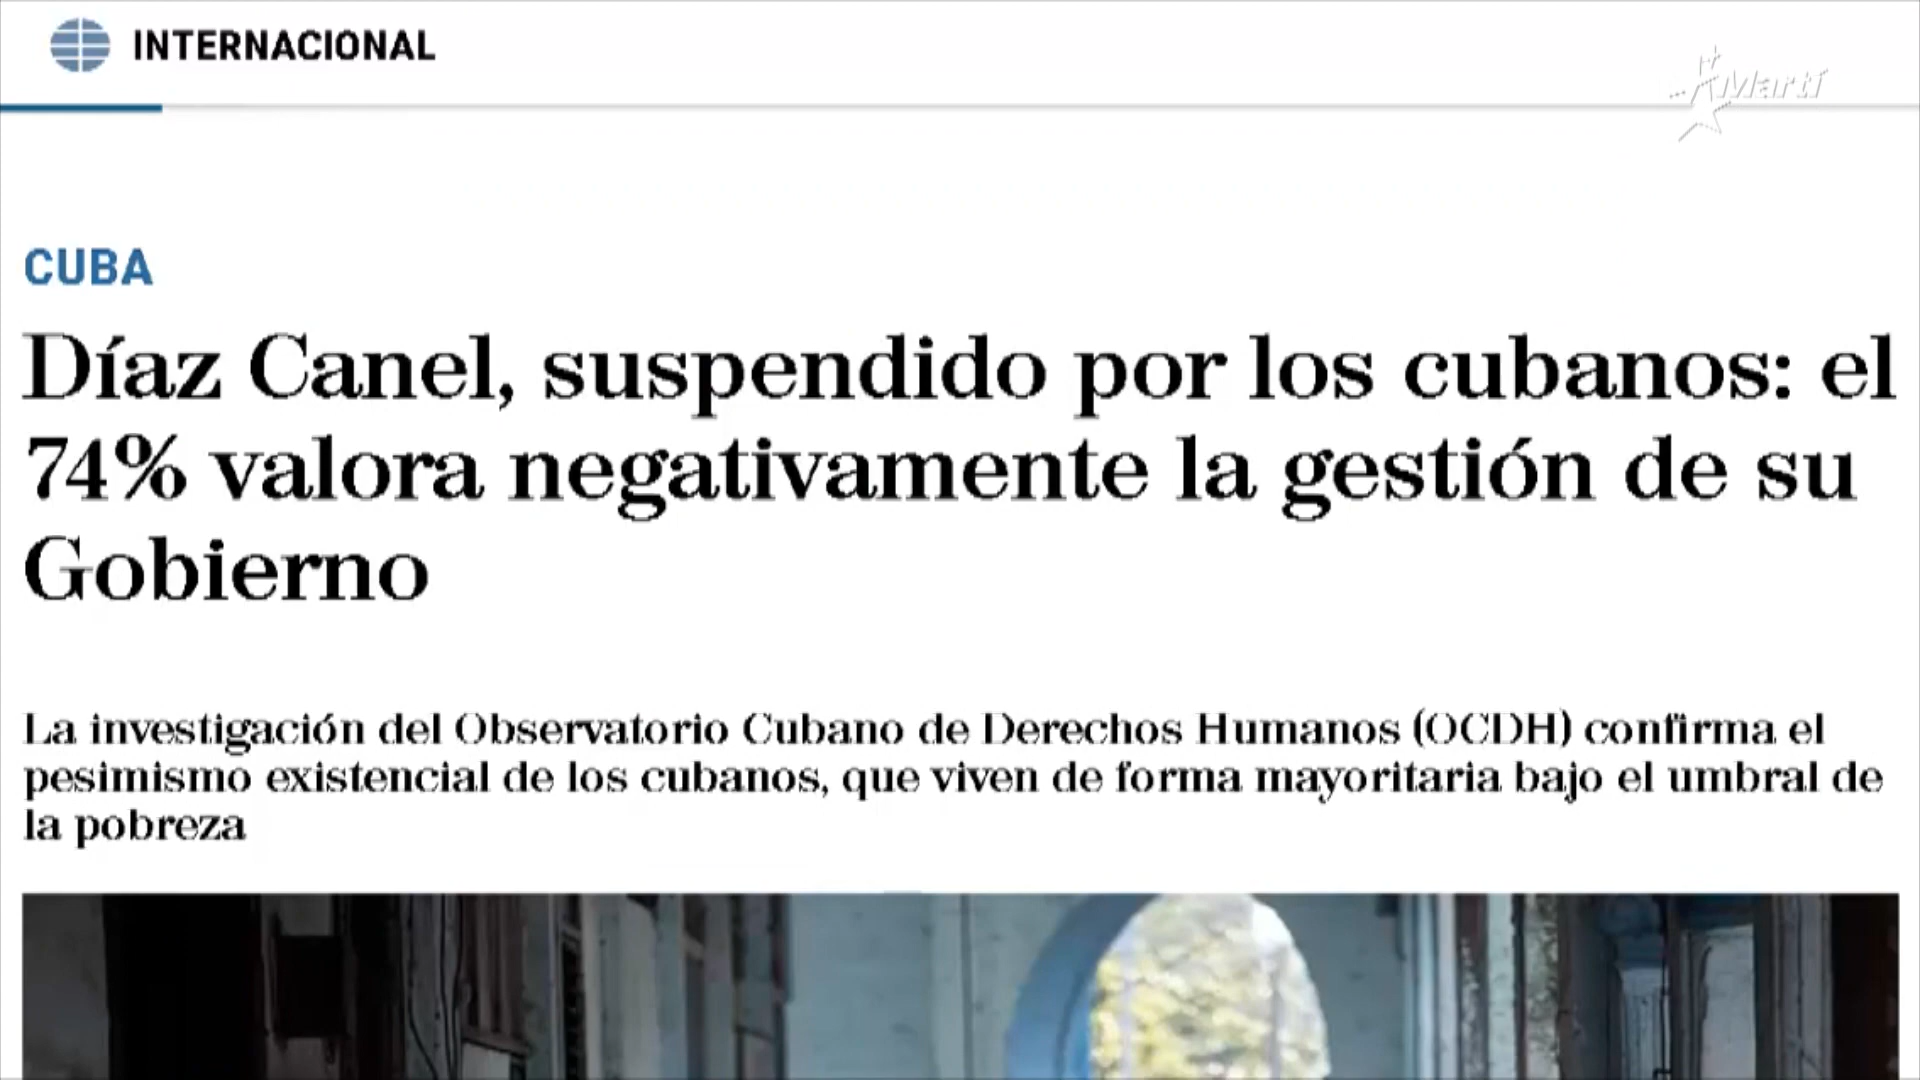 INTERNACIONAL
Martí
CUBA
Díaz Canel, suspendido por los cubanos: el
74% valora negativamente la gestión de su
Gobierno
La investigación del Observatorio Cubano de Derechos Humanos (OCDH) confirma el
pesimismo existencial de los cubanos, que viven de forma mayoritaria bajo el umbral de
la pobreza